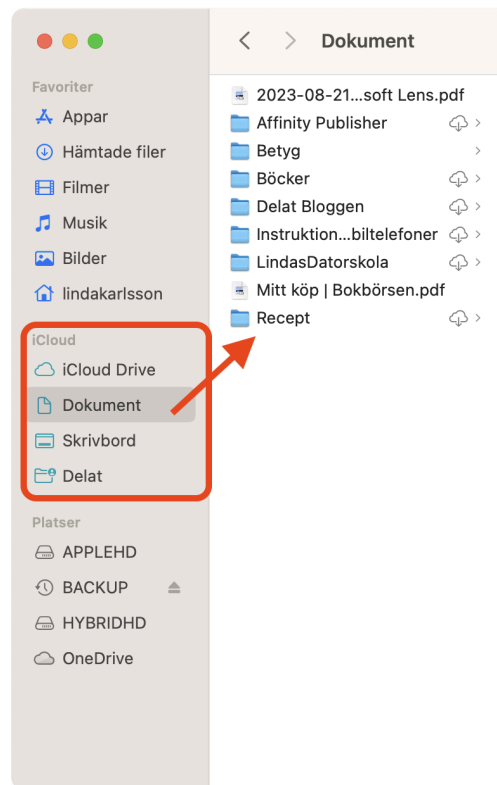 Dokument
Favoriter
Appar
Hämtade filer
Filmer
Musik
Bilder
lindakarlsson
iCloud
iCloud Drive
Dokument
Skrivbord
Delat
Platser
APPLEHD
BACKUP
HYBRIDHD
OneDrive
2023-08-21...soft Lens.pdf
Affinity Publisher
Betyg
Böcker
Delat Bloggen
Instruktion...biltelefoner
LindasDatorskola
Mitt köp | Bokbörsen.pdf
Recept